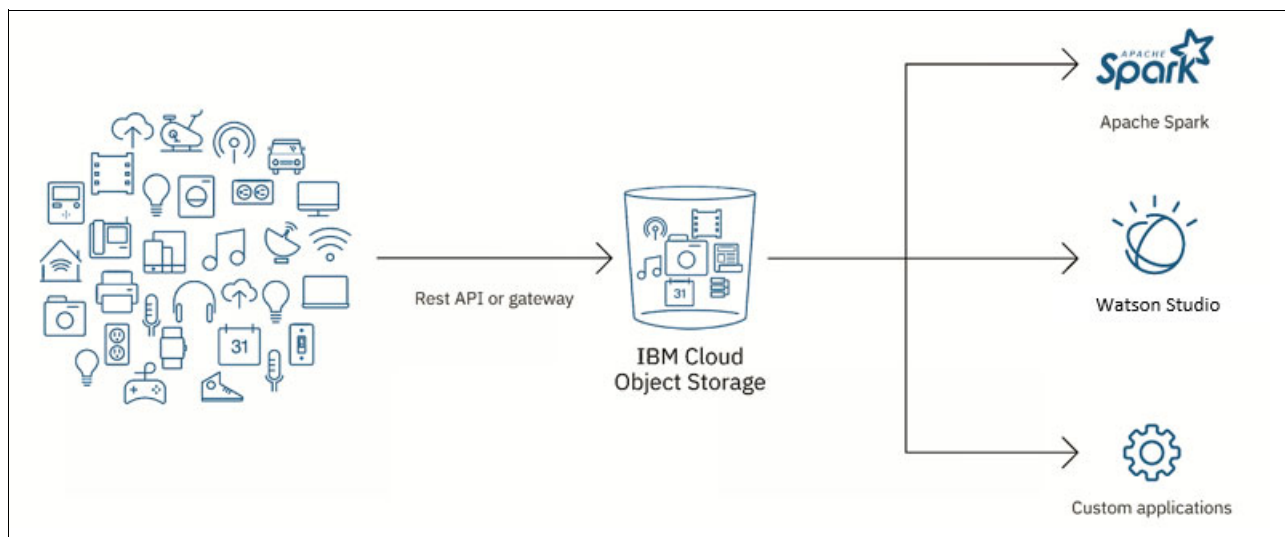 APACHE
Spark
Apache Spark
Rest API or gateway
31
31
Watson Studio
IBM Cloud
Object Storage
Custom applications